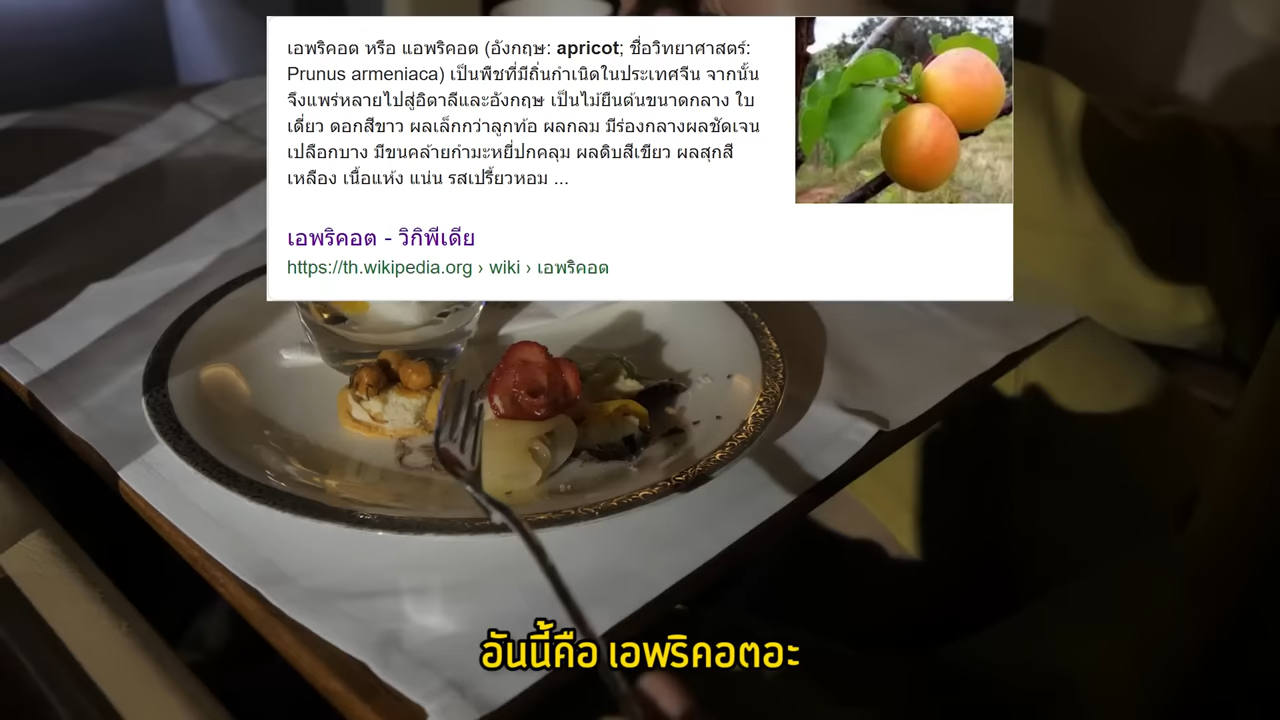 เอพริคอต หรือ แอพริคอต (อังกฤษ: apricot; ชื่อวิทยาศาสตร์:
Prunus armeniaca) เป็นพืชที่มีถิ่นกำเนิดในประเทศจีน จากนั้น
จึงแพร่หลายไปสู่อิตาลีและอังกฤษ เป็นไม้ยืนต้นขนาดกลาง ใบ
เดี่ยว ดอกสีขาว ผลเล็กกว่าลูกท้อ ผลกลม มีร่องกลางผลชัดเจน
เปลือกบาง มีขนคล้ายกำมะหยี่ปกคลุม ผลดิบสีเขียว ผลสุกสี
เหลือง เนื้อแห้ง แน่น รสเปรี้ยวหอม ...
เอพริคอต - วิกิพีเดีย
https://th.wikipedia.org › wiki › เอพริคอต
อันนี้คือ เอพริคอตอะ